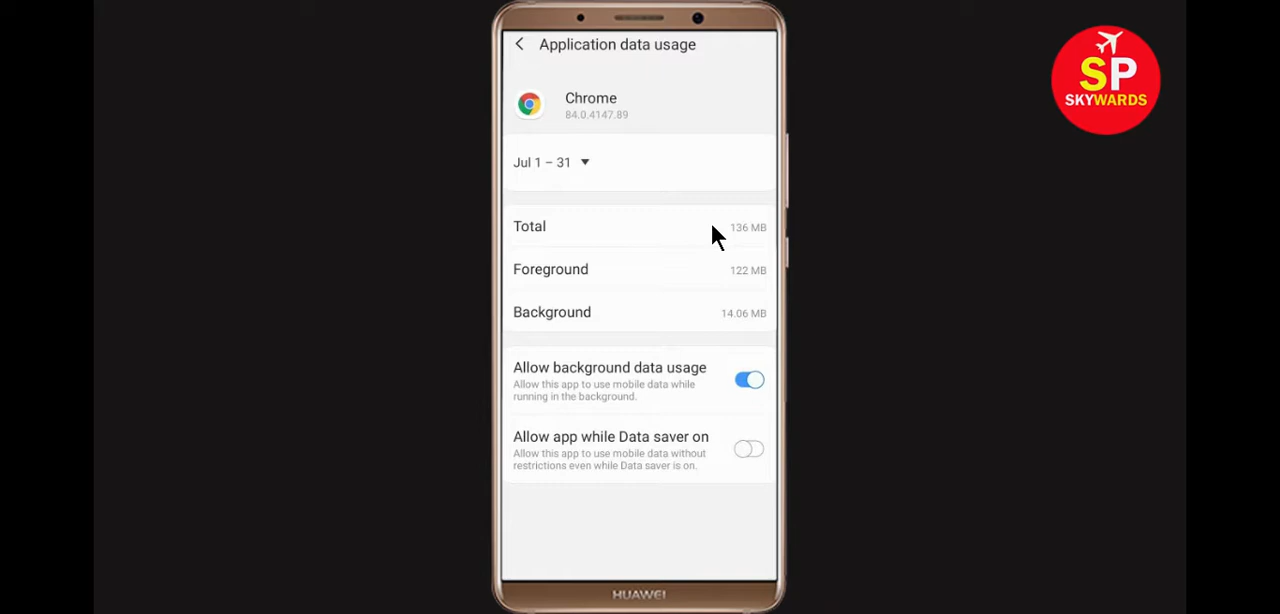 Application data usage
Chrome
84.0.4147.89
Jul 1 – 31
Total 136 MB
Foreground 122 MB
Background 14.06 MB
Allow background data usage
Allow this app to use mobile data while
running in the background.
Allow app while Data saver on
Allow this app to use mobile data without
restrictions even while Data saver is on.
HUAWEI
SP
SKYWARDS